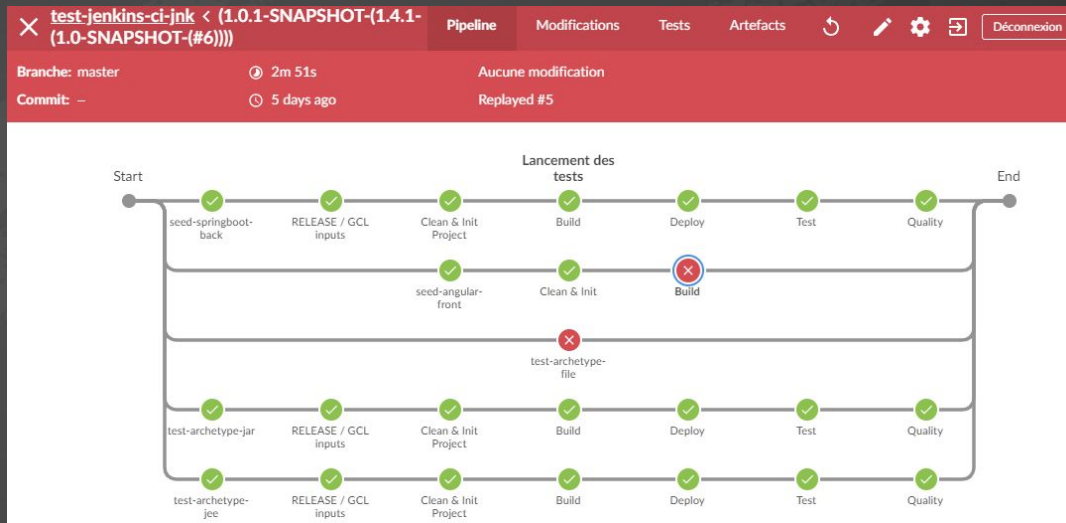 test-jenkins-ci-jnk < (1.0.1-SNAPSHOT-(1.4.1-
(1.0-SNAPSHOT-(#6))))
Pipeline
Modifications
Tests
Artefacts
Déconnexion
Branche: master
2m 51s
Aucune modification
Commit: –
5 days ago
Replayed #5
Lancement des
tests
Start
End
seed-springboot-
back
RELEASE / GCL
inputs
Clean & Init
Project
Build
Deploy
Test
Quality
seed-angular-
front
Clean & Init
Build
test-archetype-
file
test-archetype-jar
RELEASE / GCL
inputs
Clean & Init
Project
Build
Deploy
Test
Quality
test-archetype-
jee
RELEASE / GCL
inputs
Clean & Init
Project
Build
Deploy
Test
Quality